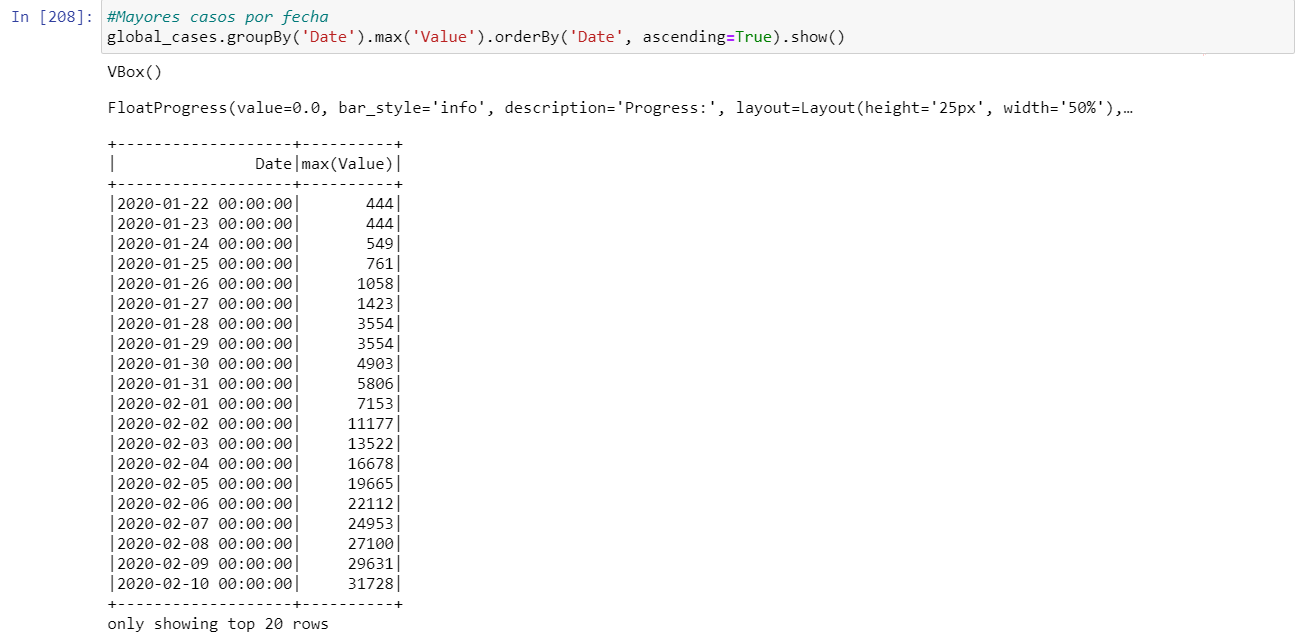 In [208]: #Mayores casos por fecha
global_cases.groupBy('Date').max('Value').orderBy('Date', ascending=True).show()
VBox()
FloatProgress(value=0.0, bar_style='info', description='Progress:', layout=Layout(height='25px', width='50%'),…
+-------------------+----------+
|               Date|max(Value)|
+-------------------+----------+
|2020-01-22 00:00:00|       444|
|2020-01-23 00:00:00|       444|
|2020-01-24 00:00:00|       549|
|2020-01-25 00:00:00|       761|
|2020-01-26 00:00:00|      1058|
|2020-01-27 00:00:00|      1423|
|2020-01-28 00:00:00|      3554|
|2020-01-29 00:00:00|      3554|
|2020-01-30 00:00:00|      4903|
|2020-01-31 00:00:00|      5806|
|2020-02-01 00:00:00|      7153|
|2020-02-02 00:00:00|     11177|
|2020-02-03 00:00:00|     13522|
|2020-02-04 00:00:00|     16678|
|2020-02-05 00:00:00|     19665|
|2020-02-06 00:00:00|     22112|
|2020-02-07 00:00:00|     24953|
|2020-02-08 00:00:00|     27100|
|2020-02-09 00:00:00|     29631|
|2020-02-10 00:00:00|     31728|
+-------------------+----------+
only showing top 20 rows